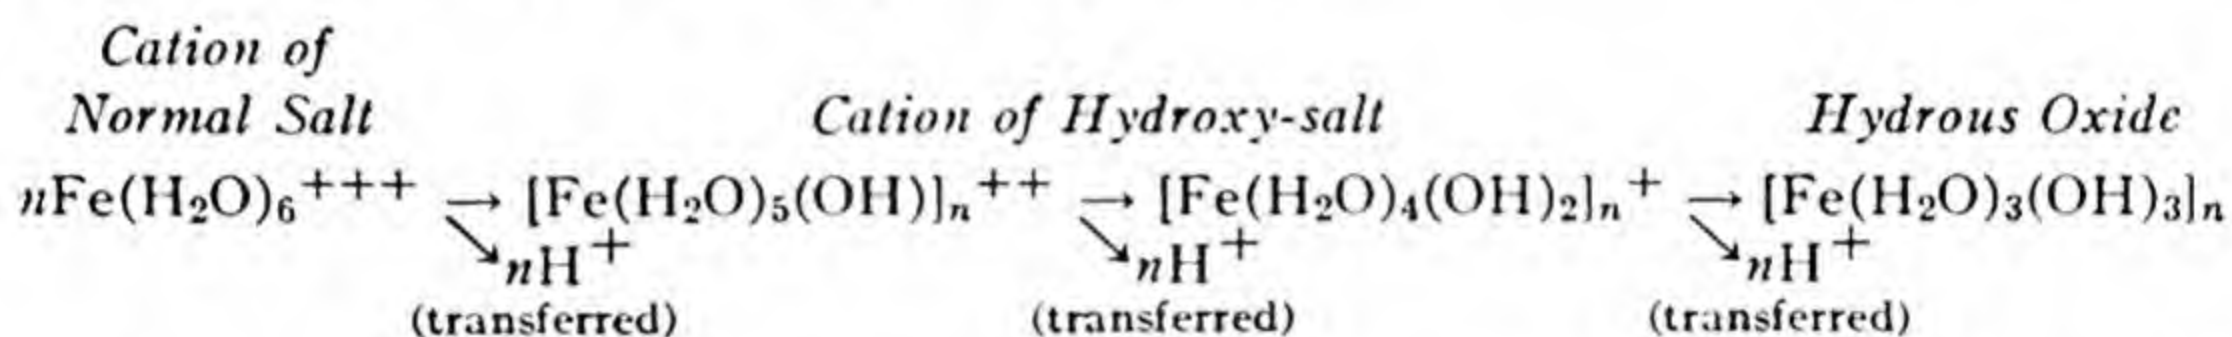 Cation of
Normal Salt Cation of Hydroxy-salt Hydrous Oxide
nFe(H₂O)₆⁺⁺⁺ → [Fe(H₂O)₅(OH)]ₙ⁺⁺ → [Fe(H₂O)₄(OH)₂]ₙ⁺ → [Fe(H₂O)₃(OH)₃]ₙ
↘nH⁺ ↘nH⁺ ↘nH⁺
(transferred) (transferred) (transferred)